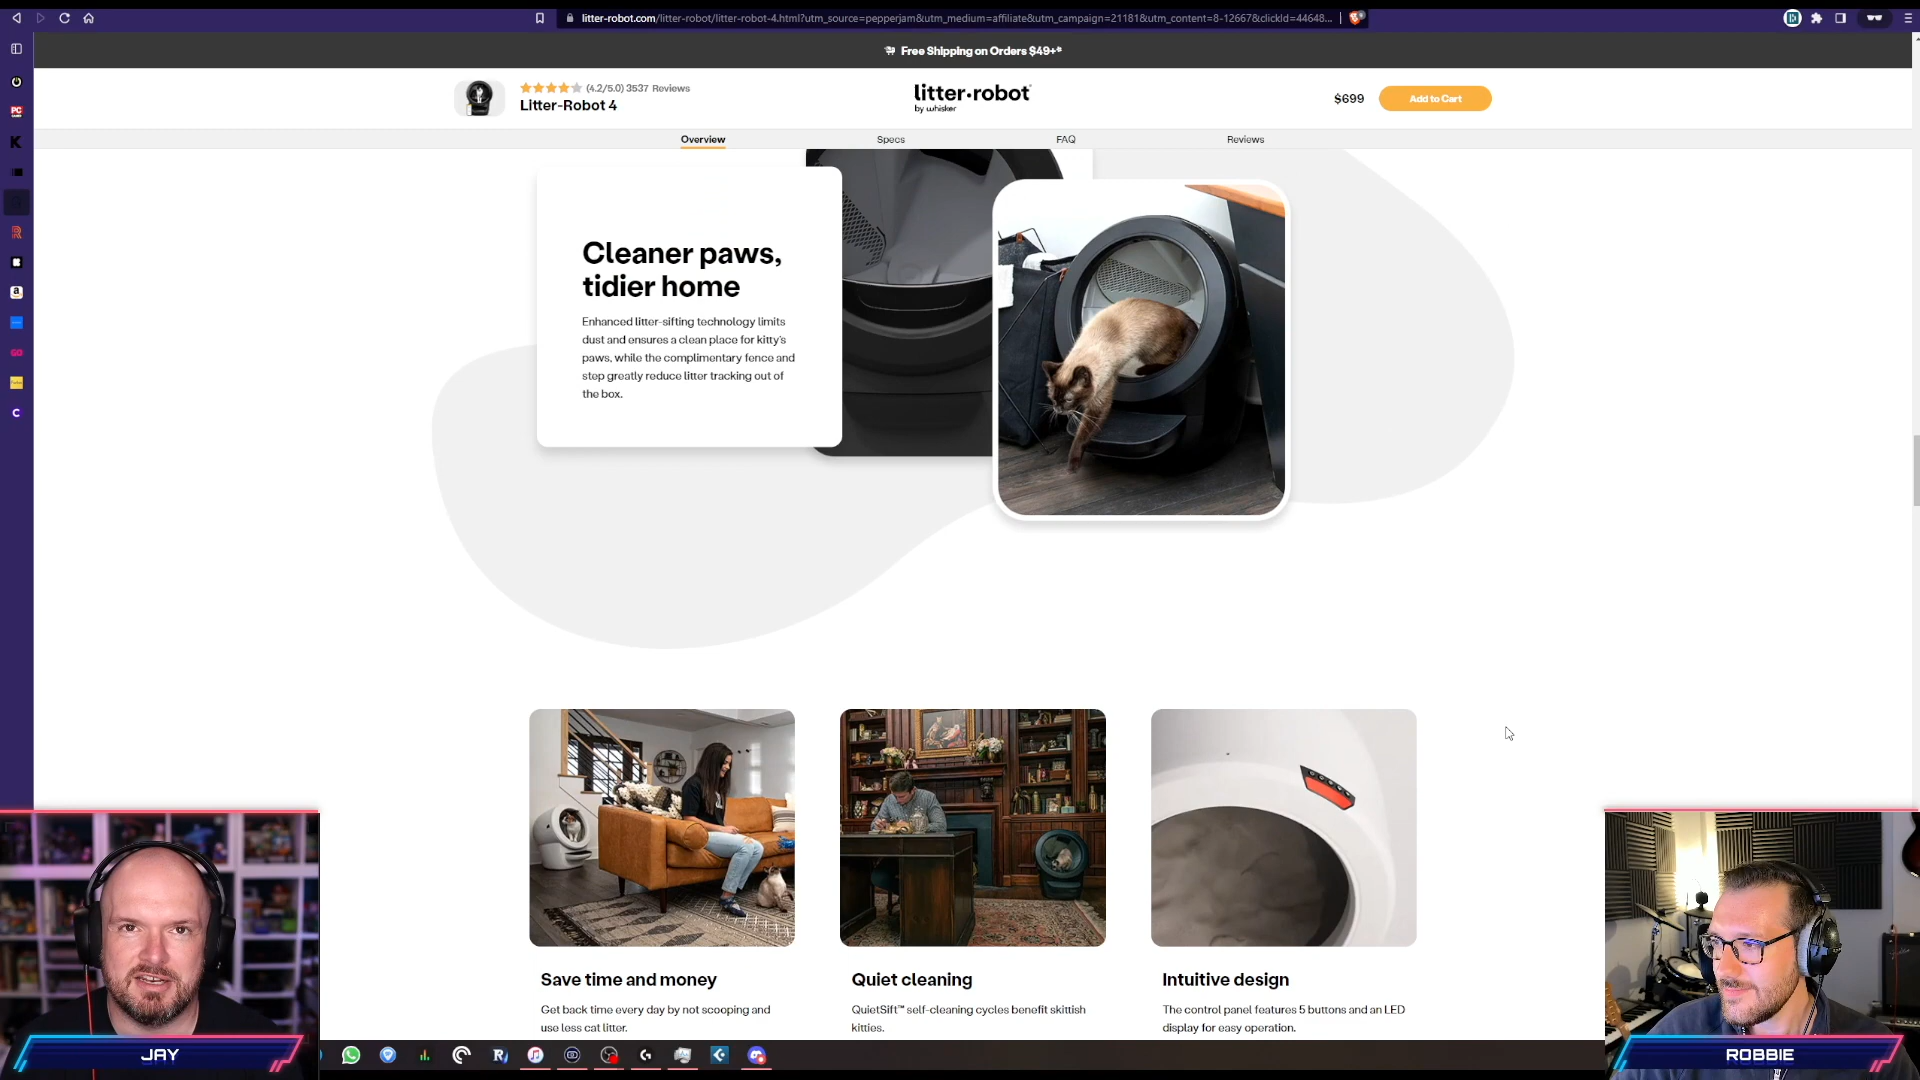 litter-robot.com/litter-robot/litter-robot-4.html?utm_source=pepperjam&utm_medium=affiliate&utm_campaign=21181&utm_content=8-12667&clickId=44648...
Free Shipping on Orders $49+*
(4.2/5.0) 3537 Reviews
Litter-Robot 4
litter-robot
by whisker
$699
Add to Cart
Overview
Specs
FAQ
Reviews
Cleaner paws,
tidier home
Enhanced litter-sifting technology limits
dust and ensures a clean place for kitty's
paws, while the complimentary fence and
step greatly reduce litter tracking out of
the box.
Save time and money
Get back time every day by not scooping and
use less cat litter.
Quiet cleaning
QuietSift™ self-cleaning cycles benefit skittish
kitties.
Intuitive design
The control panel features 5 buttons and an LED
display for easy operation.
JAY
ROBBIE